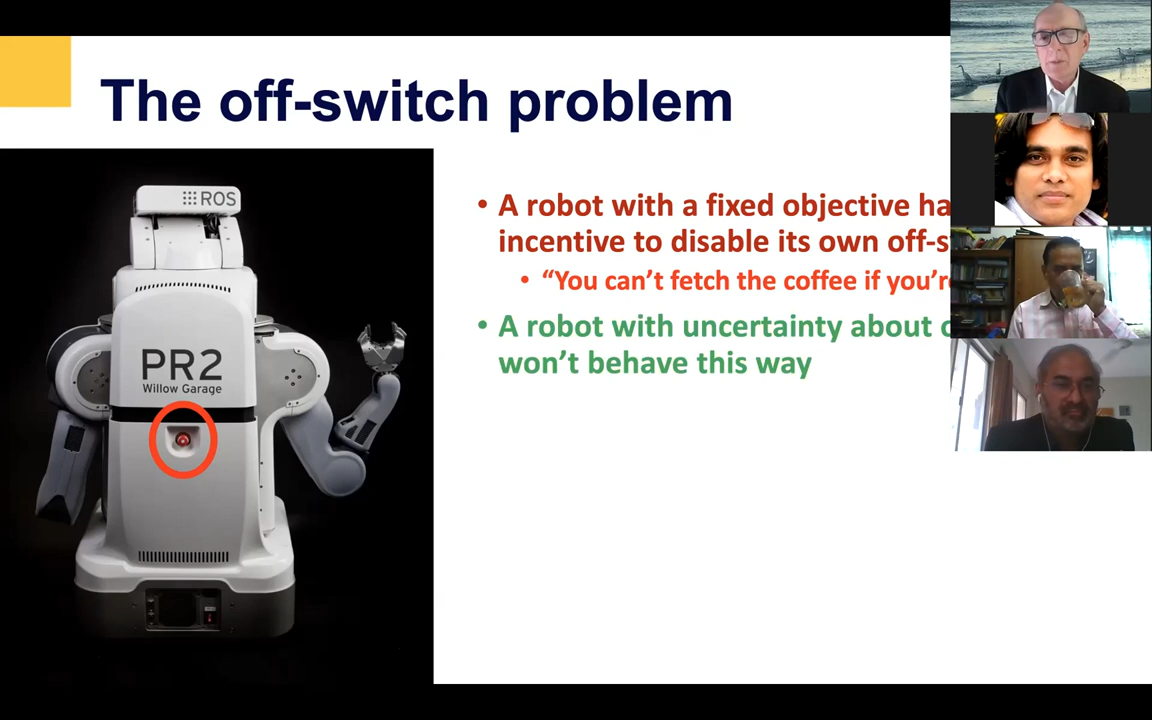 The off-switch problem
• A robot with a fixed objective ha
incentive to disable its own off-s
• “You can’t fetch the coffee if you’r
• A robot with uncertainty about
won’t behave this way
ROS
PR2
Willow Garage